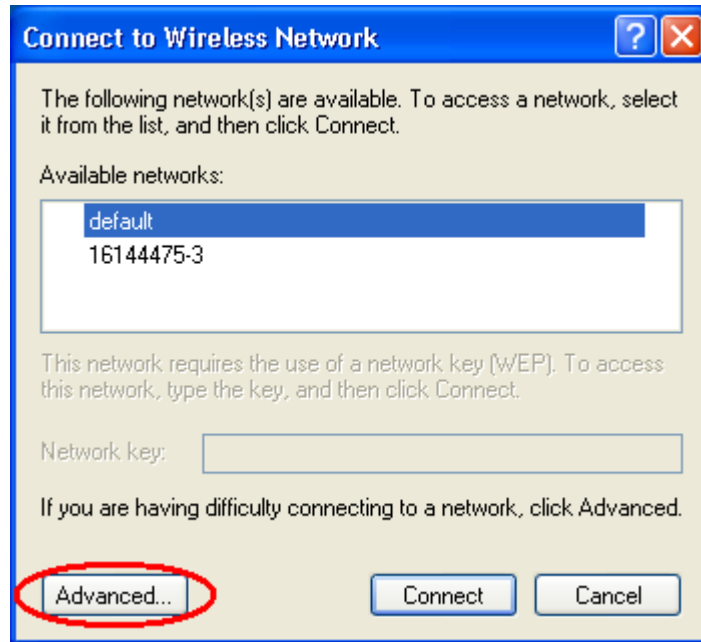 Connect to Wireless Network
The following network(s) are available. To access a network, select
it from the list, and then click Connect.
Available networks:
default
16144475-3
This network requires the use of a network key (WEP). To access
this network, type the key, and then click Connect.
Network key:
If you are having difficulty connecting to a network, click Advanced.
Advanced... Connect Cancel